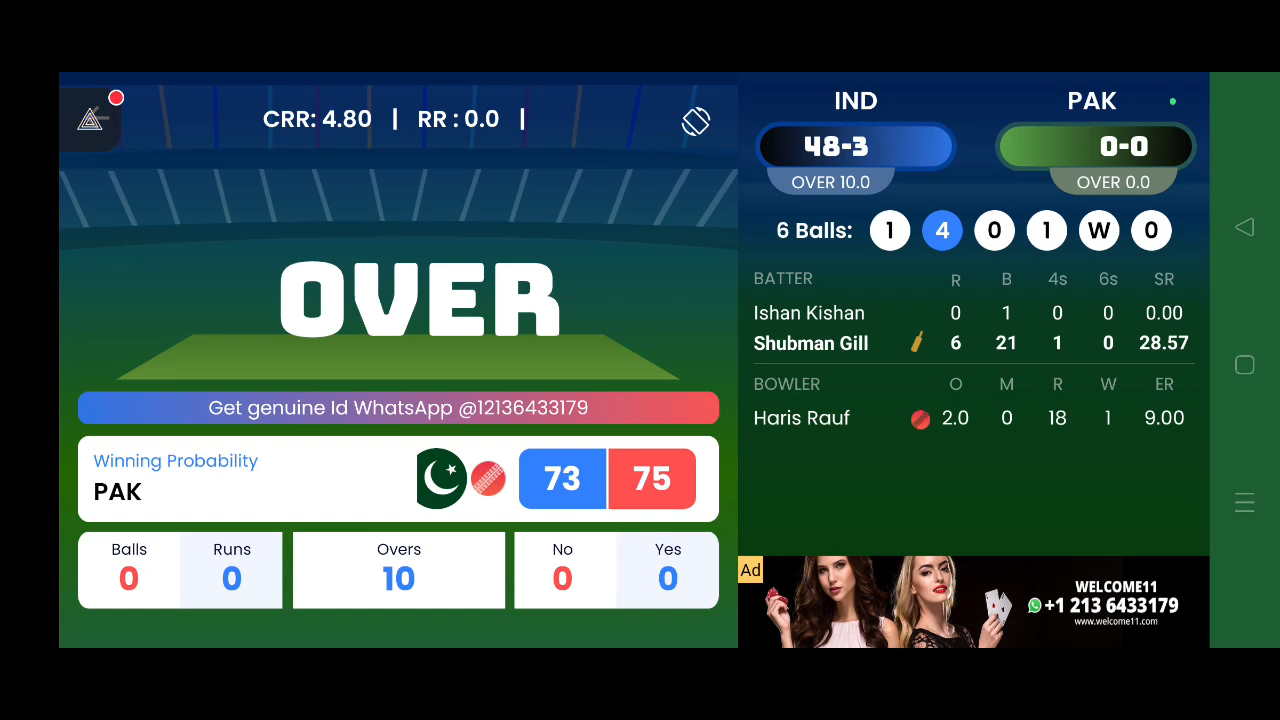 CRR: 4.80 | RR : 0.0 |
OVER
Get genuine Id WhatsApp @12136433179
Winning Probability
PAK
73 75
Balls Runs Overs No Yes
0 0 10 0 0
IND PAK
48-3 0-0
OVER 10.0 OVER 0.0
6 Balls: 1 4 0 1 W 0
BATTER R B 4s 6s SR
Ishan Kishan 0 1 0 0 0.00
Shubman Gill 6 21 1 0 28.57
BOWLER O M R W ER
Haris Rauf 2.0 0 18 1 9.00
Ad
WELCOME11
+1 213 6433179
www.welcome11.com